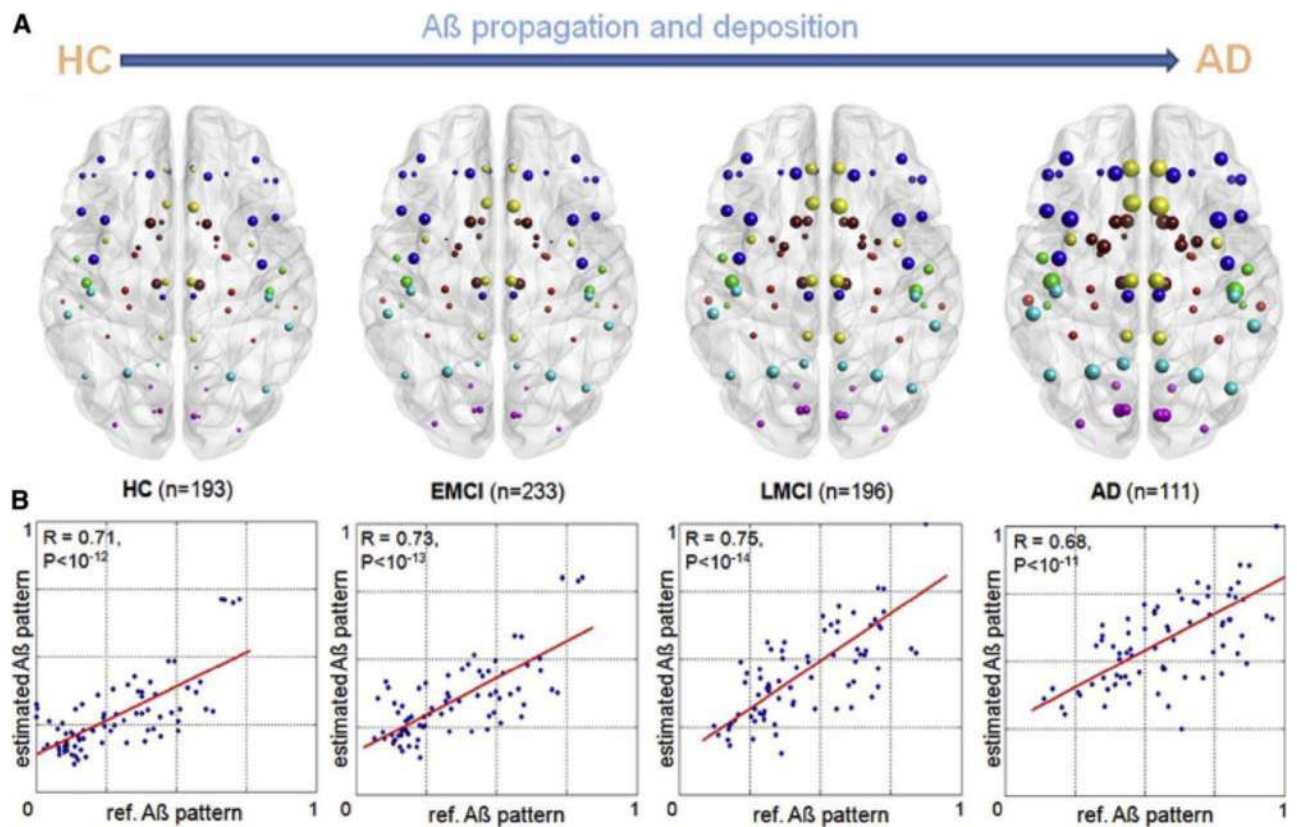 A
Aß propagation and deposition
HC
AD
HC (n=193)
EMCI (n=233)
LMCI (n=196)
AD (n=111)
B
1
R = 0.71,
P<10⁻¹²
estimated Aß pattern
0
ref. Aß pattern
1
1
R = 0.73,
P<10⁻¹³
estimated Aß pattern
0
ref. Aß pattern
1
1
R = 0.75,
P<10⁻¹⁴
estimated Aß pattern
0
ref. Aß pattern
1
1
R = 0.68,
P<10⁻¹¹
estimated Aß pattern
0
ref. Aß pattern
1